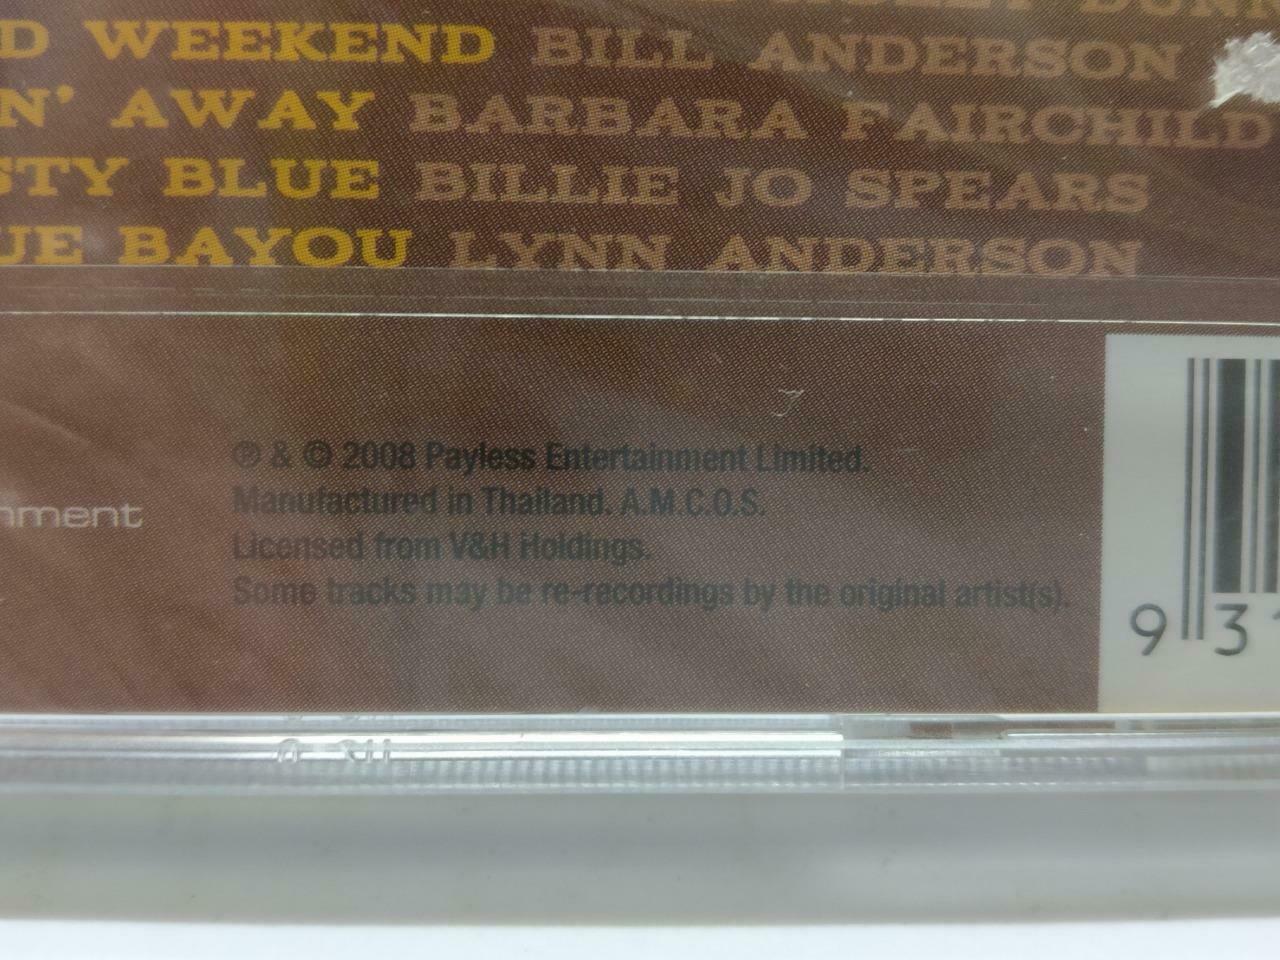 D WEEKEND BILL ANDERSON
N' AWAY BARBARA FAIRCHILD
STY BLUE BILLIE JO SPEARS
UE BAYOU LYNN ANDERSON
nment
℗ & © 2008 Payless Entertainment Limited.
Manufactured in Thailand. A.M.C.O.S.
Licensed from V&H Holdings.
Some tracks may be re-recordings by the original artist(s).
9 3